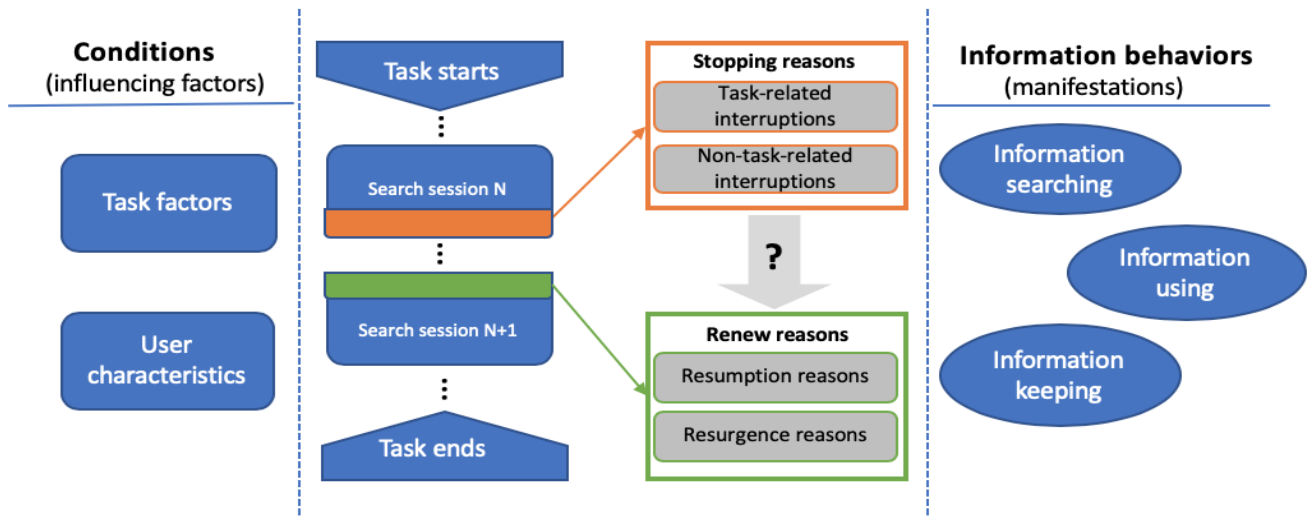 Conditions
(influencing factors)
Task factors
User
characteristics
Task starts
⋮
Search session N
⋮
Search session N+1
⋮
Task ends
Stopping reasons
Task-related
interruptions
Non-task-related
interruptions
?
Renew reasons
Resumption reasons
Resurgence reasons
Information behaviors
(manifestations)
Information
searching
Information
using
Information
keeping